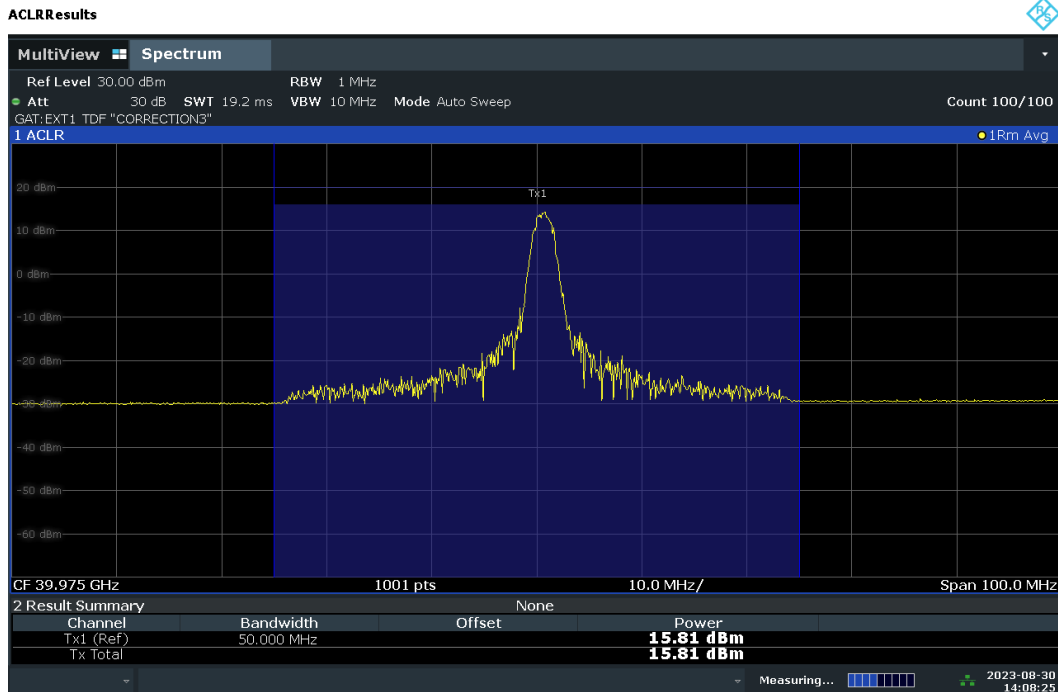 ACLRResults
R&S
MultiView Spectrum
Ref Level 30.00 dBm RBW 1 MHz
Att 30 dB SWT 19.2 ms VBW 10 MHz Mode Auto Sweep Count 100/100
GAT:EXT1 TDF "CORRECTION3"
1 ACLR 1Rm Avg
20 dBm
Tx1
10 dBm
0 dBm
-10 dBm
-20 dBm
-30 dBm
-40 dBm
-50 dBm
-60 dBm
CF 39.975 GHz 1001 pts 10.0 MHz/ Span 100.0 MHz
2 Result Summary None
Channel Bandwidth Offset Power
Tx1 (Ref) 50.000 MHz 15.81 dBm
Tx Total 15.81 dBm
Measuring... 2023-08-30
14:08:25